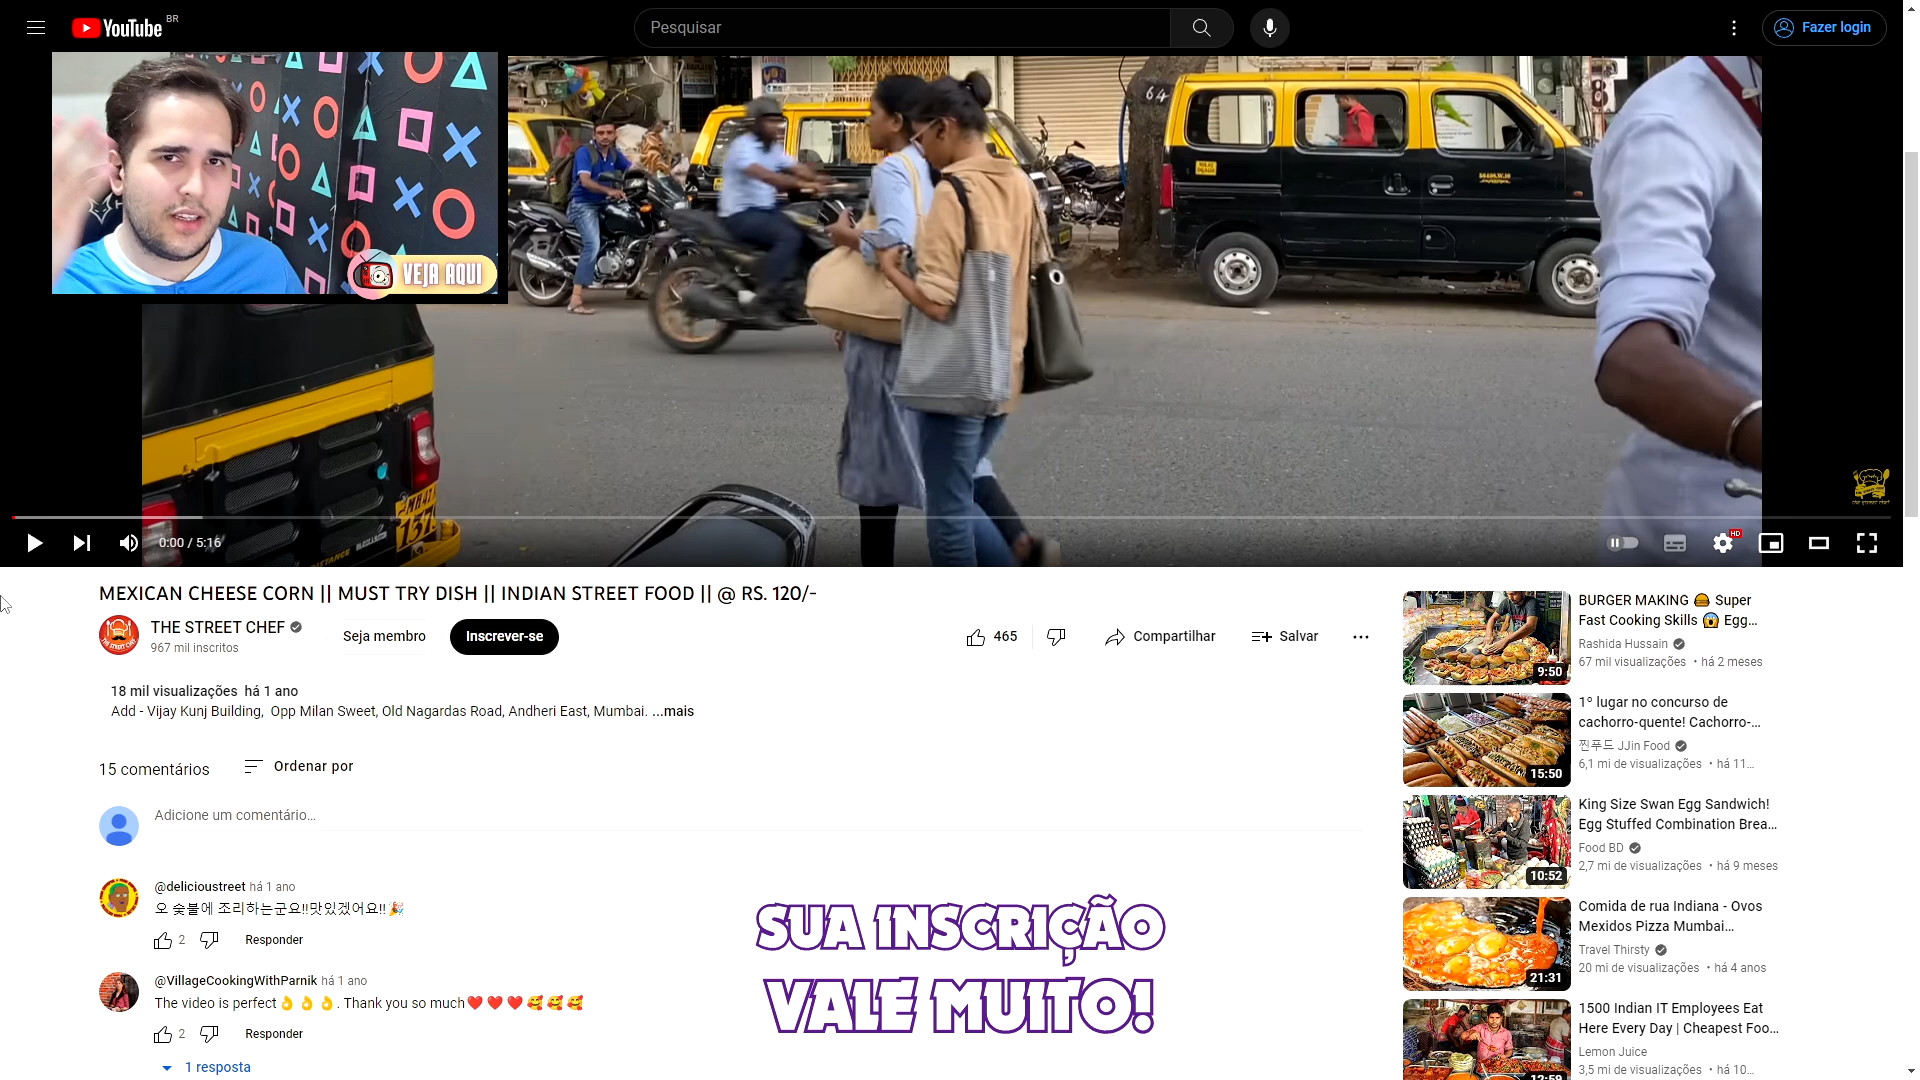 YouTube BR
Pesquisar
Fazer login
VEJA AQUI
64
0:00 / 5:16
HD
MEXICAN CHEESE CORN || MUST TRY DISH || INDIAN STREET FOOD || @ RS. 120/-
THE STREET CHEF
967 mil inscritos
Seja membro
Inscrever-se
465
Compartilhar
Salvar
18 mil visualizações há 1 ano
Add - Vijay Kunj Building, Opp Milan Sweet, Old Nagardas Road, Andheri East, Mumbai. ...mais
15 comentários
Ordenar por
Adicione um comentário...
@delicioustreet há 1 ano
오 숯불에 조리하는군요!!맛있겠어요!!🎉
2
Responder
@VillageCookingWithParnik há 1 ano
The video is perfect👌👌👌. Thank you so much❤️❤️❤️🥰🥰🥰
2
Responder
1 resposta
SUA INSCRIÇÃO
VALE MUITO!
BURGER MAKING 🍔 Super
Fast Cooking Skills 😱 Egg...
Rashida Hussain
67 mil visualizações • há 2 meses
9:50
1º lugar no concurso de
cachorro-quente! Cachorro-...
찐푸드 JJin Food
6,1 mi de visualizações • há 11...
15:50
King Size Swan Egg Sandwich!
Egg Stuffed Combination Brea...
Food BD
2,7 mi de visualizações • há 9 meses
10:52
Comida de rua Indiana - Ovos
Mexidos Pizza Mumbai...
Travel Thirsty
20 mi de visualizações • há 4 anos
21:31
1500 Indian IT Employees Eat
Here Every Day | Cheapest Foo...
Lemon Juice
3,5 mi de visualizações • há 10...
12:59